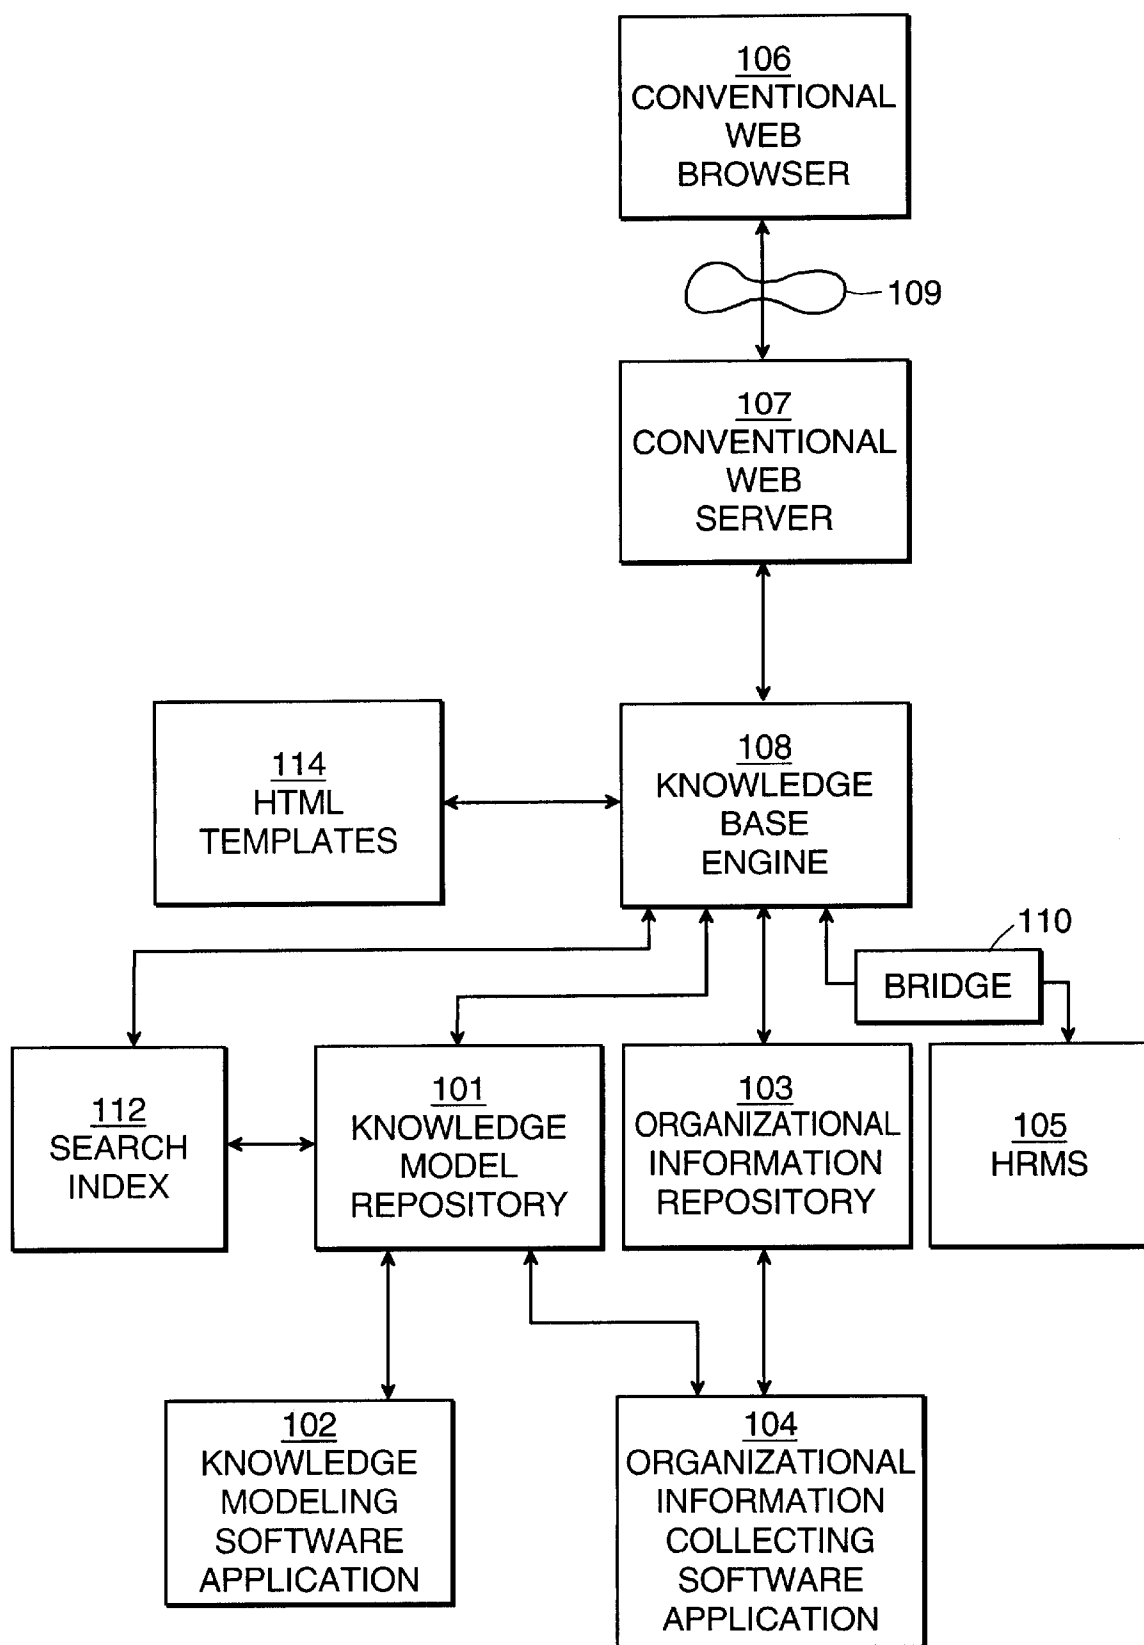 106
CONVENTIONAL
WEB
BROWSER
109
107
CONVENTIONAL
WEB
SERVER
114
HTML
TEMPLATES
108
KNOWLEDGE
BASE
ENGINE
110
BRIDGE
112
SEARCH
INDEX
101
KNOWLEDGE
MODEL
REPOSITORY
103
ORGANIZATIONAL
INFORMATION
REPOSITORY
105
HRMS
102
KNOWLEDGE
MODELING
SOFTWARE
APPLICATION
104
ORGANIZATIONAL
INFORMATION
COLLECTING
SOFTWARE
APPLICATION